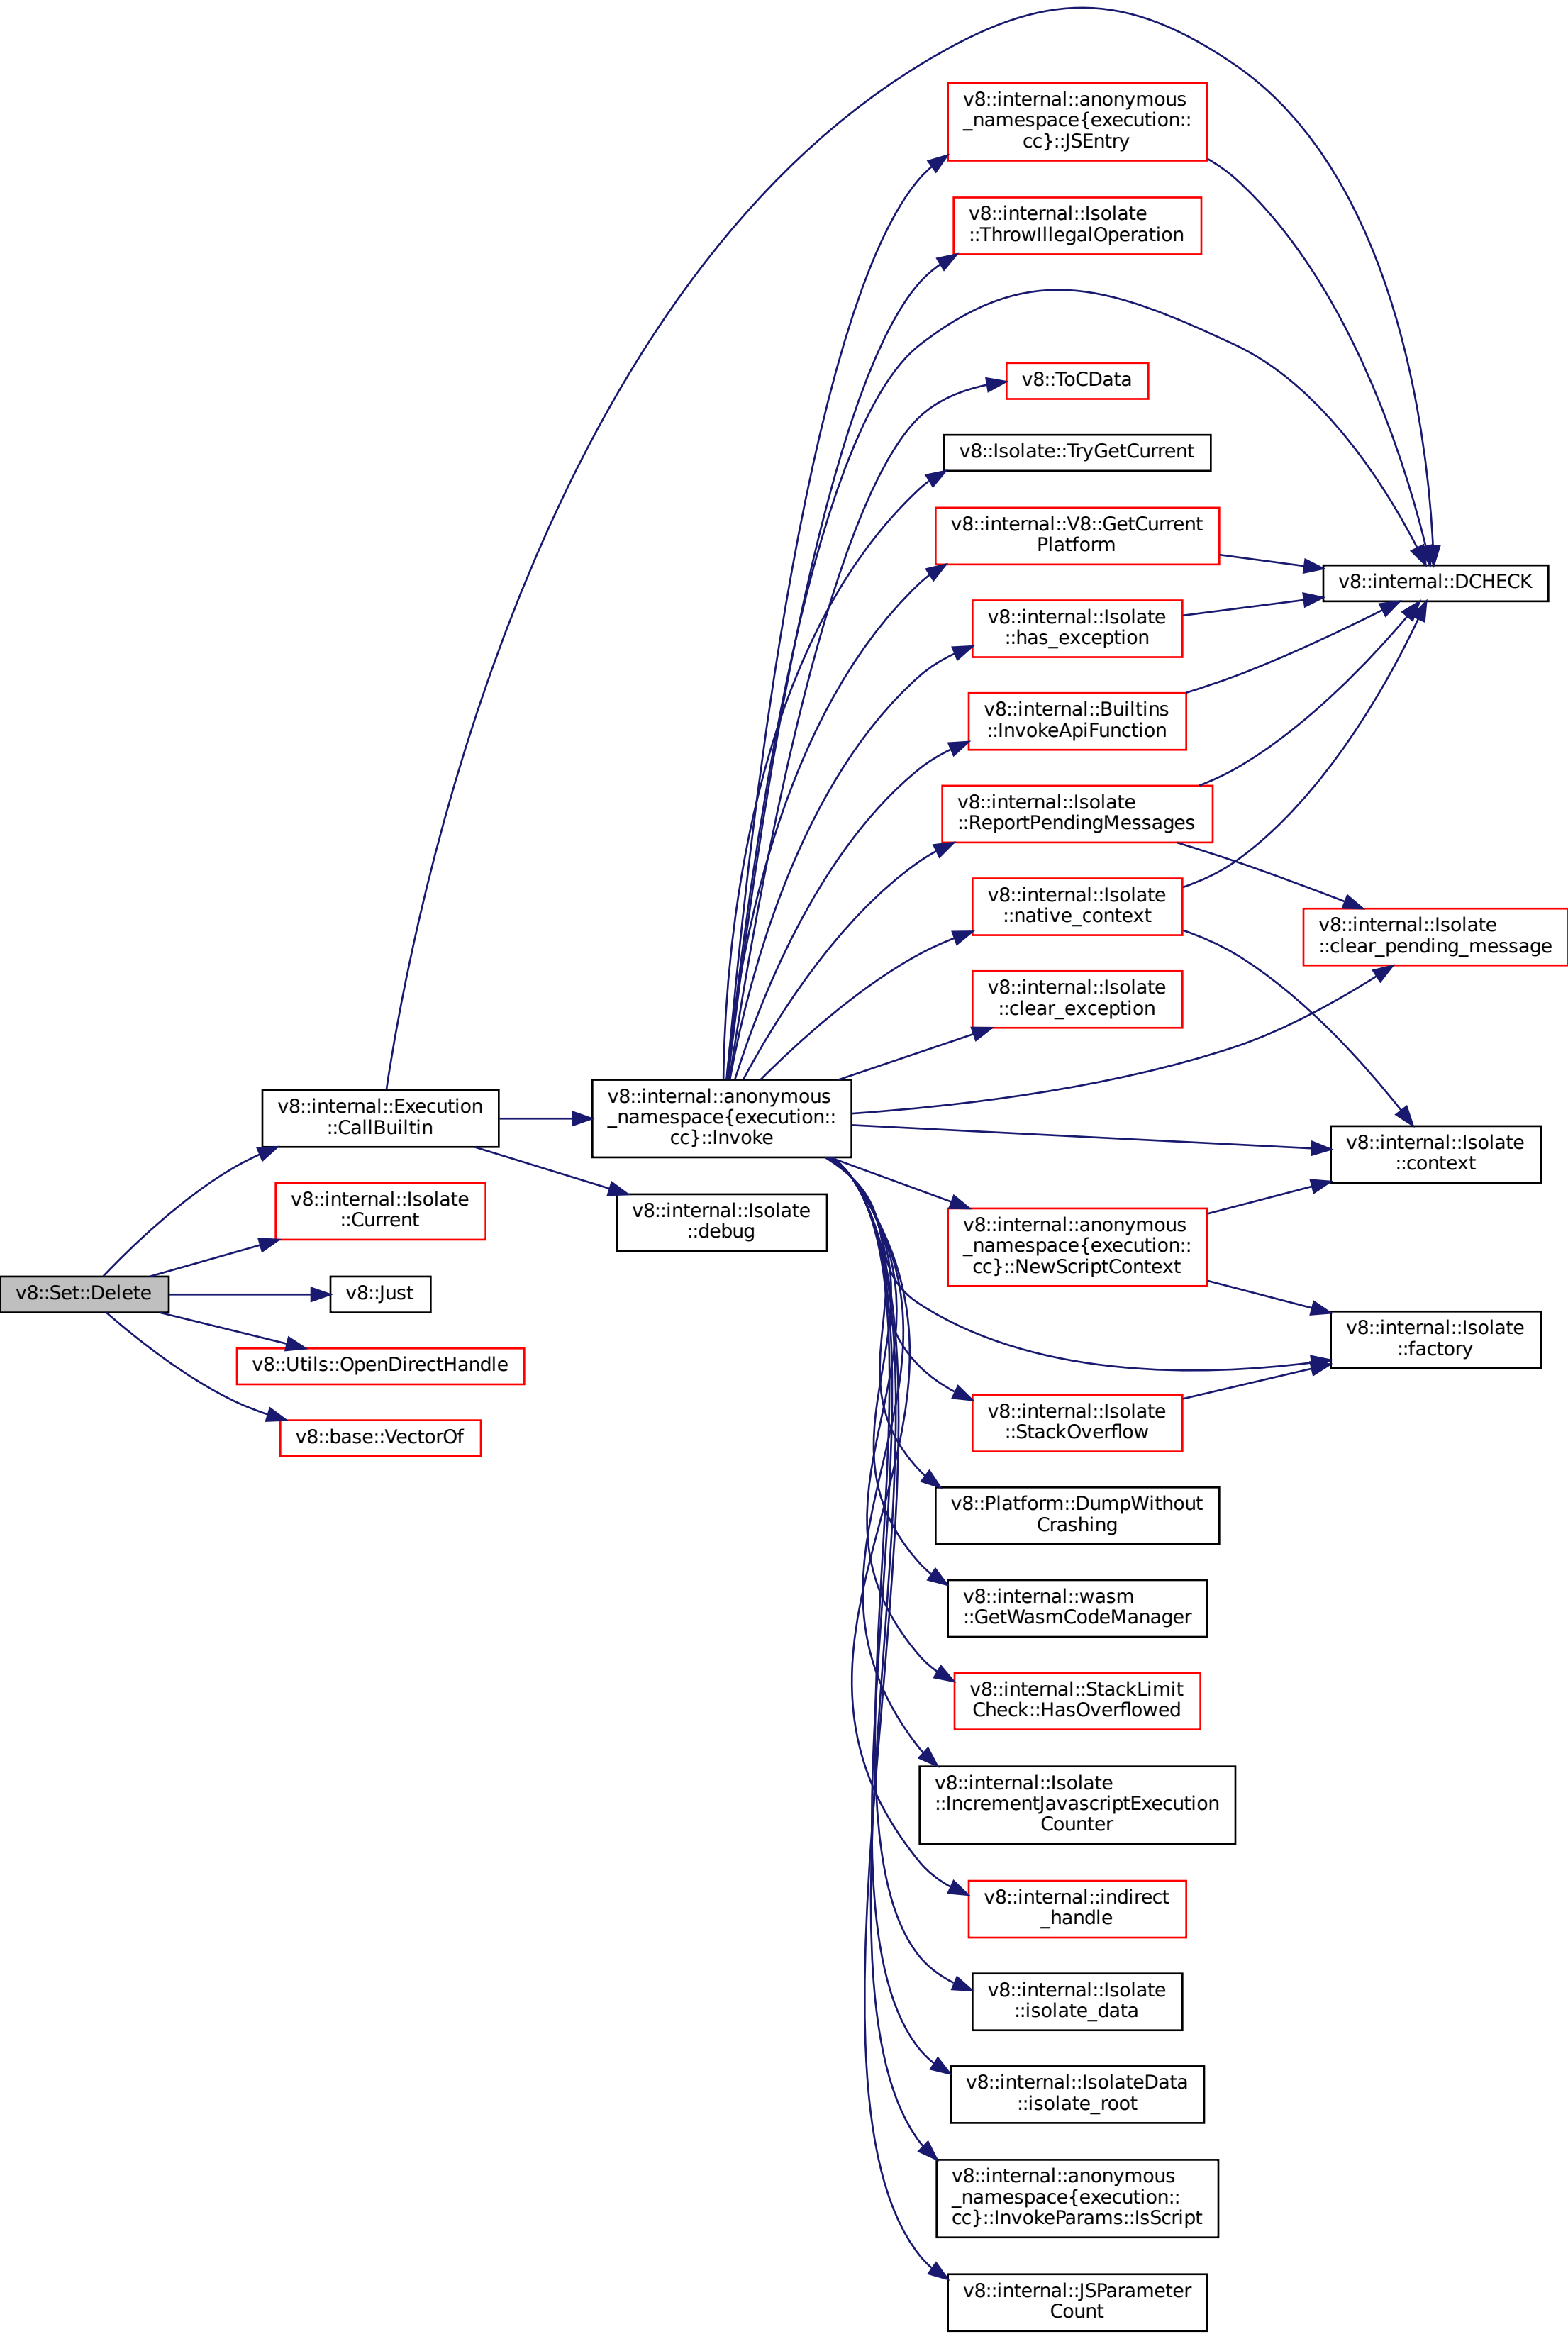 v8::Set::Delete
v8::internal::Execution
::CallBuiltin
v8::internal::Isolate
::Current
v8::Just
v8::Utils::OpenDirectHandle
v8::base::VectorOf
v8::internal::anonymous
_namespace{execution::
cc}::Invoke
v8::internal::Isolate
::debug
v8::internal::anonymous
_namespace{execution::
cc}::JSEntry
v8::internal::Isolate
::ThrowIllegalOperation
v8::ToCData
v8::Isolate::TryGetCurrent
v8::internal::V8::GetCurrent
Platform
v8::internal::Isolate
::has_exception
v8::internal::Builtins
::InvokeApiFunction
v8::internal::Isolate
::ReportPendingMessages
v8::internal::Isolate
::native_context
v8::internal::Isolate
::clear_exception
v8::internal::anonymous
_namespace{execution::
cc}::NewScriptContext
v8::internal::Isolate
::StackOverflow
v8::Platform::DumpWithout
Crashing
v8::internal::wasm
::GetWasmCodeManager
v8::internal::StackLimit
Check::HasOverflowed
v8::internal::Isolate
::IncrementJavascriptExecution
Counter
v8::internal::indirect
_handle
v8::internal::Isolate
::isolate_data
v8::internal::IsolateData
::isolate_root
v8::internal::anonymous
_namespace{execution::
cc}::InvokeParams::IsScript
v8::internal::JSParameter
Count
v8::internal::DCHECK
v8::internal::Isolate
::clear_pending_message
v8::internal::Isolate
::context
v8::internal::Isolate
::factory